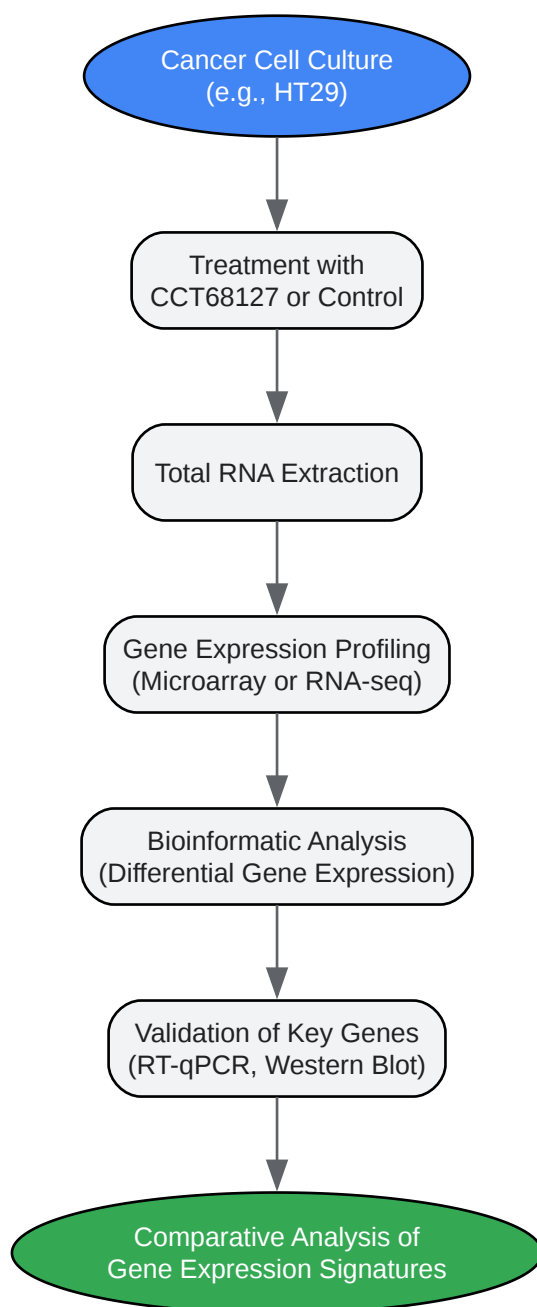 Cancer Cell Culture
(e.g., HT29)
Treatment with
CCT68127 or Control
Total RNA Extraction
Gene Expression Profiling
(Microarray or RNA-seq)
Bioinformatic Analysis
(Differential Gene Expression)
Validation of Key Genes
(RT-qPCR, Western Blot)
Comparative Analysis of
Gene Expression Signatures